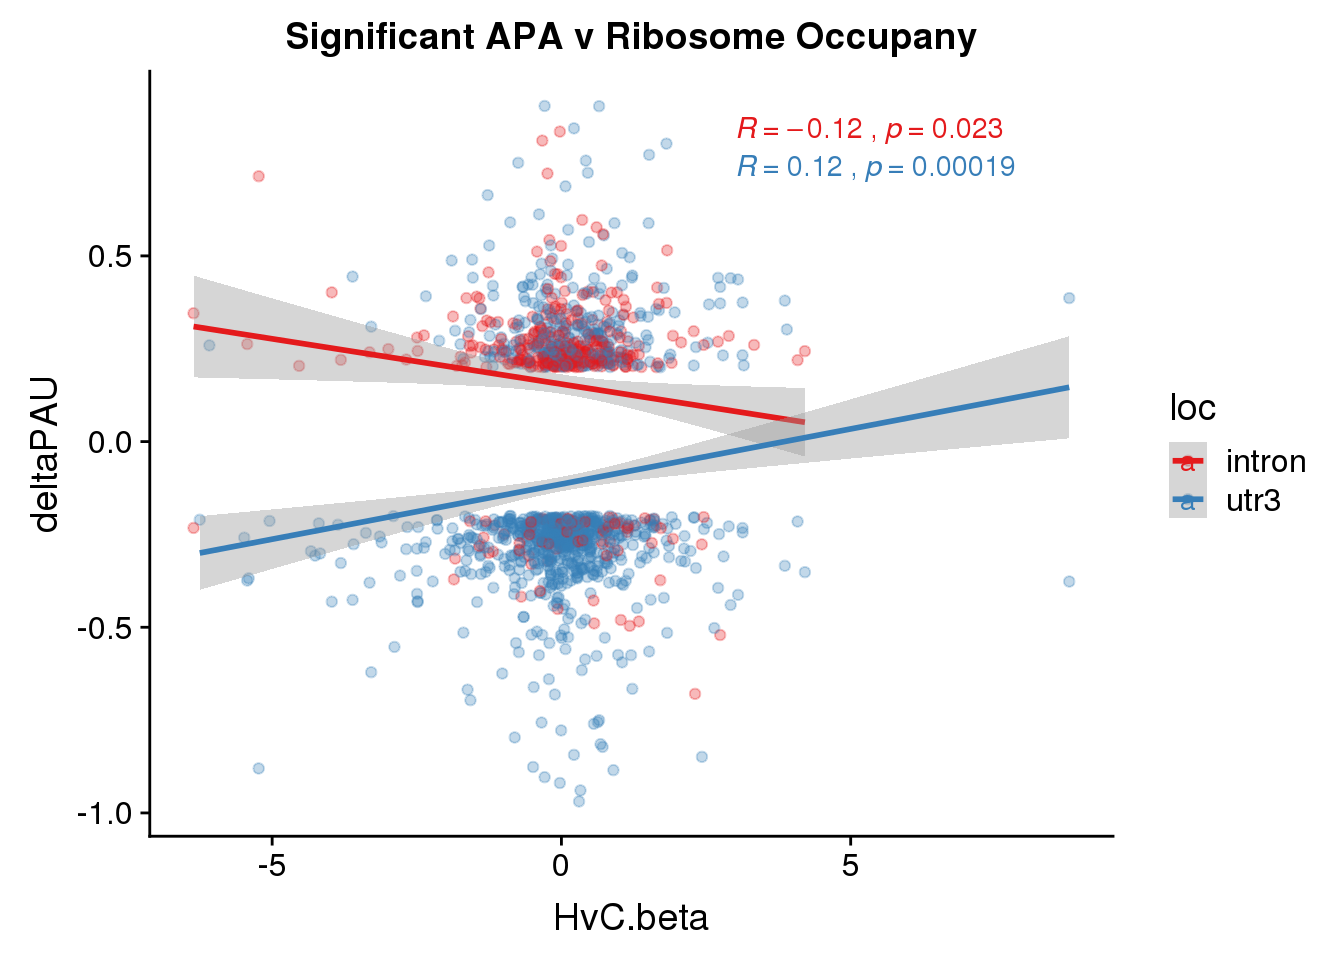 Significant APA v Ribosome Occupany
R = −0.12 , p = 0.023
R = 0.12 , p = 0.00019
0.5
0.0
-0.5
-1.0
deltaPAU
-5 0 5
HvC.beta
loc
a intron
a utr3